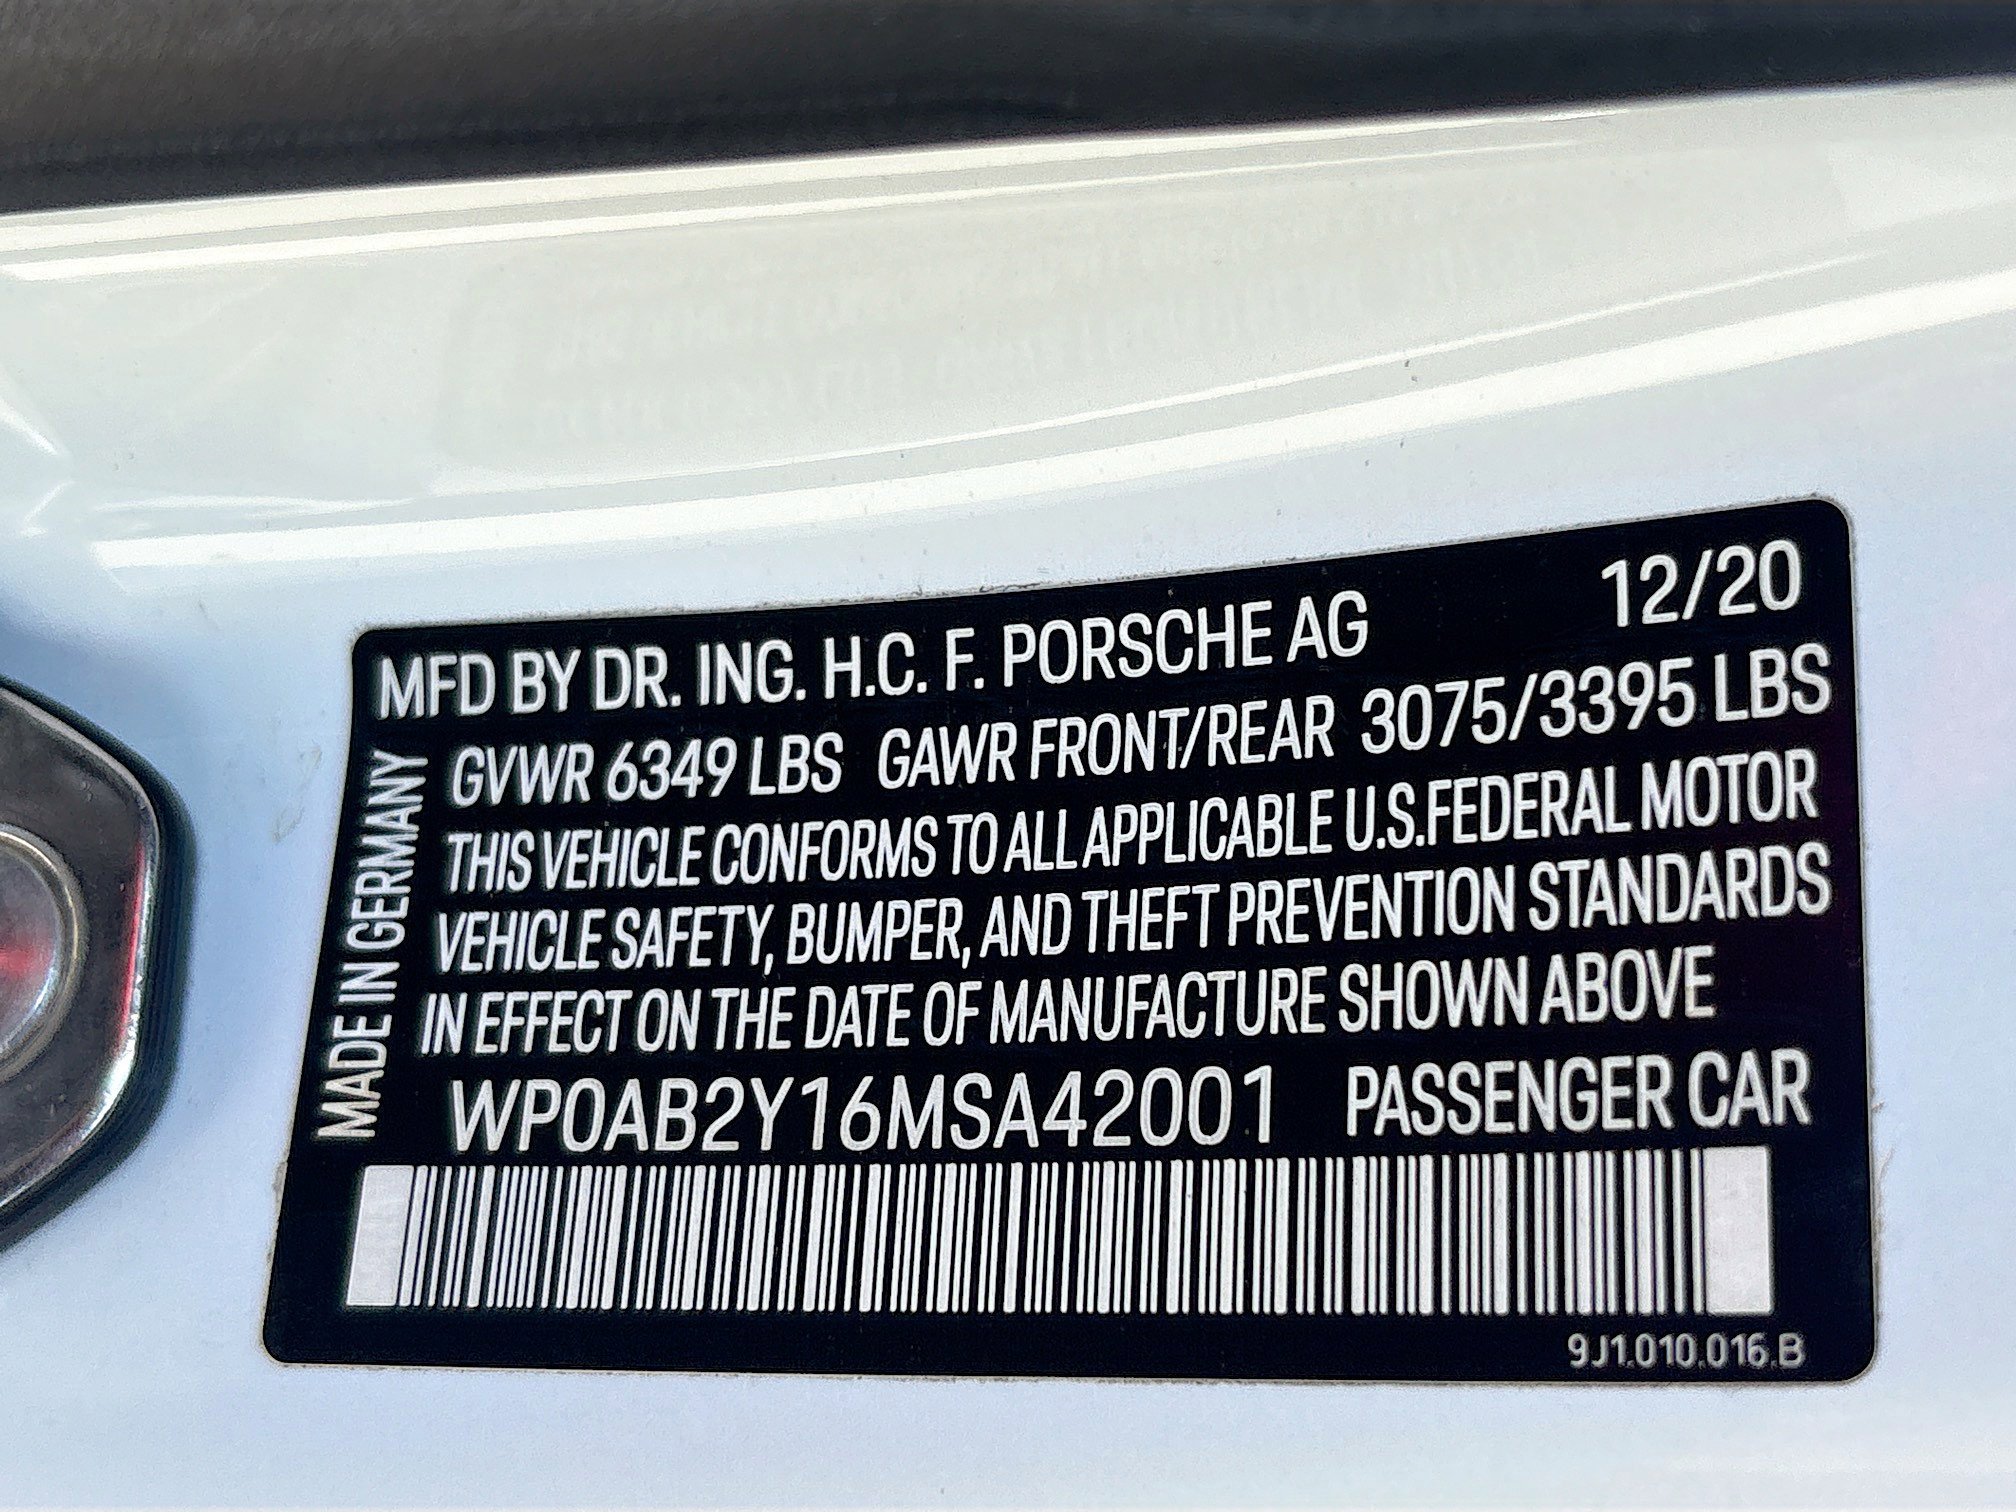 MFD BY DR. ING. H.C. F. PORSCHE AG 12/20
GVWR 6349 LBS GAWR FRONT/REAR 3075/3395 LBS
THIS VEHICLE CONFORMS TO ALL APPLICABLE U.S.FEDERAL MOTOR
VEHICLE SAFETY, BUMPER, AND THEFT PREVENTION STANDARDS
IN EFFECT ON THE DATE OF MANUFACTURE SHOWN ABOVE
MADE IN GERMANY
WP0AB2Y16MSA42001 PASSENGER CAR
9J1.010.016.B